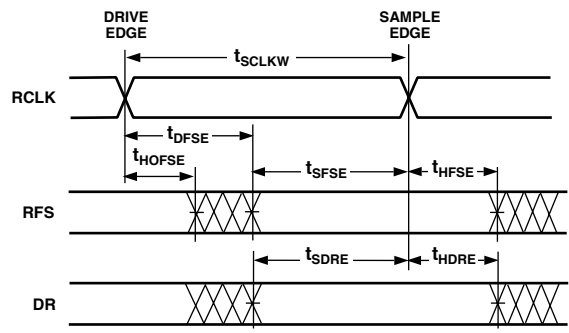 DRIVE
EDGE
SAMPLE
EDGE
tSCLKW
RCLK
tDFSE
tHOFSE
tSFSE
tHFSE
RFS
tSDRE
tHDRE
DR